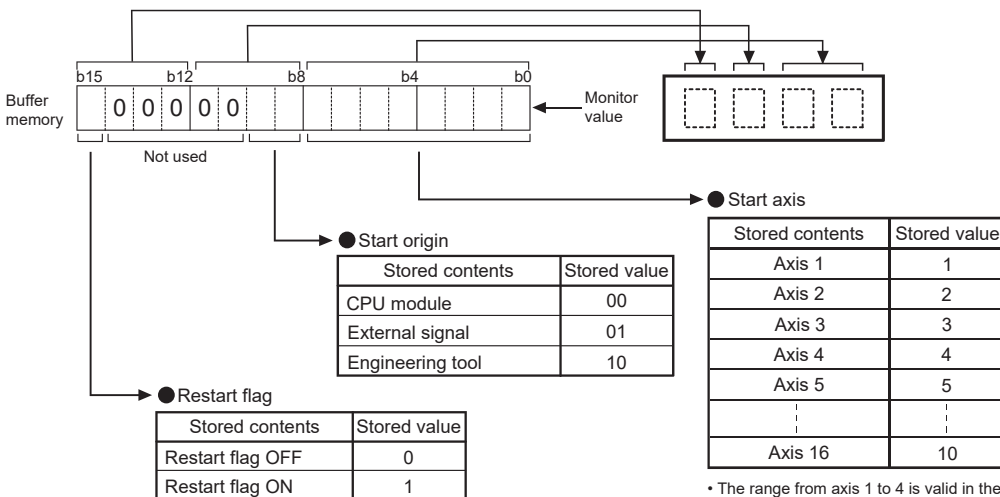 b15 b12 b8 b4 b0
Buffer
memory
0 0 0 0 0
Monitor
value
Not used
Start axis
Stored contents Stored value
Axis 1 1
Axis 2 2
Axis 3 3
Axis 4 4
Axis 5 5
Axis 16 10
• The range from axis 1 to 4 is valid in the
Start origin
Stored contents Stored value
CPU module 00
External signal 01
Engineering tool 10
Restart flag
Stored contents Stored value
Restart flag OFF 0
Restart flag ON 1